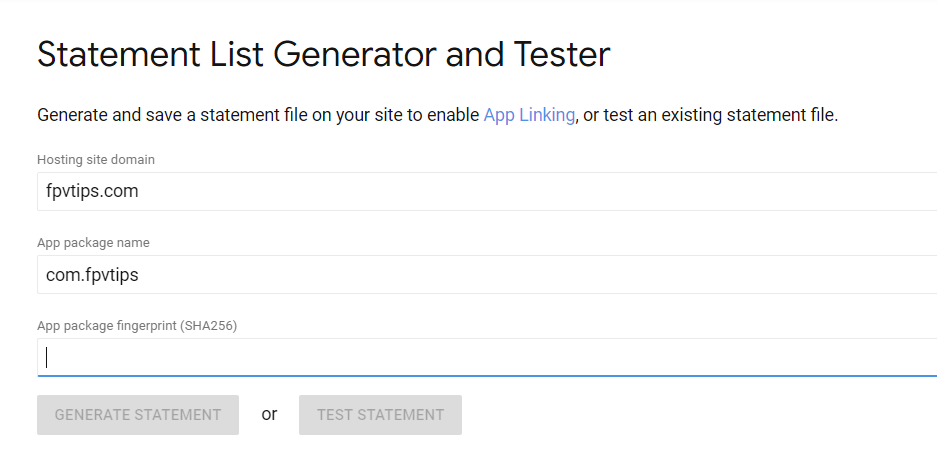 Statement List Generator and Tester
Generate and save a statement file on your site to enable App Linking, or test an existing statement file.
Hosting site domain
fpvtips.com
App package name
com.fpvtips
App package fingerprint (SHA256)
GENERATE STATEMENT or TEST STATEMENT